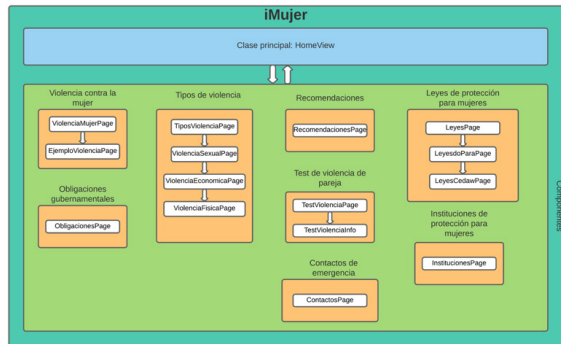 iMujer
Clase principal: HomeView
Violencia contra la
mujer
ViolenciaMujerPage
EjemploViolenciaPage
Obligaciones
gubernamentales
ObligacionesPage
Tipos de violencia
TiposViolenciaPage
ViolenciaSexualPage
ViolenciaEconomicaPage
ViolenciaFisicaPage
Recomendaciones
RecomendacionesPage
Test de violencia de
pareja
TestViolenciaPage
TestViolenciaInfo
Contactos de
emergencia
ContactosPage
Leyes de protección
para mujeres
LeyesPage
LeyesdoParaPage
LeyesCedawPage
Instituciones de
protección para
mujeres
InstitucionesPage
Componentes